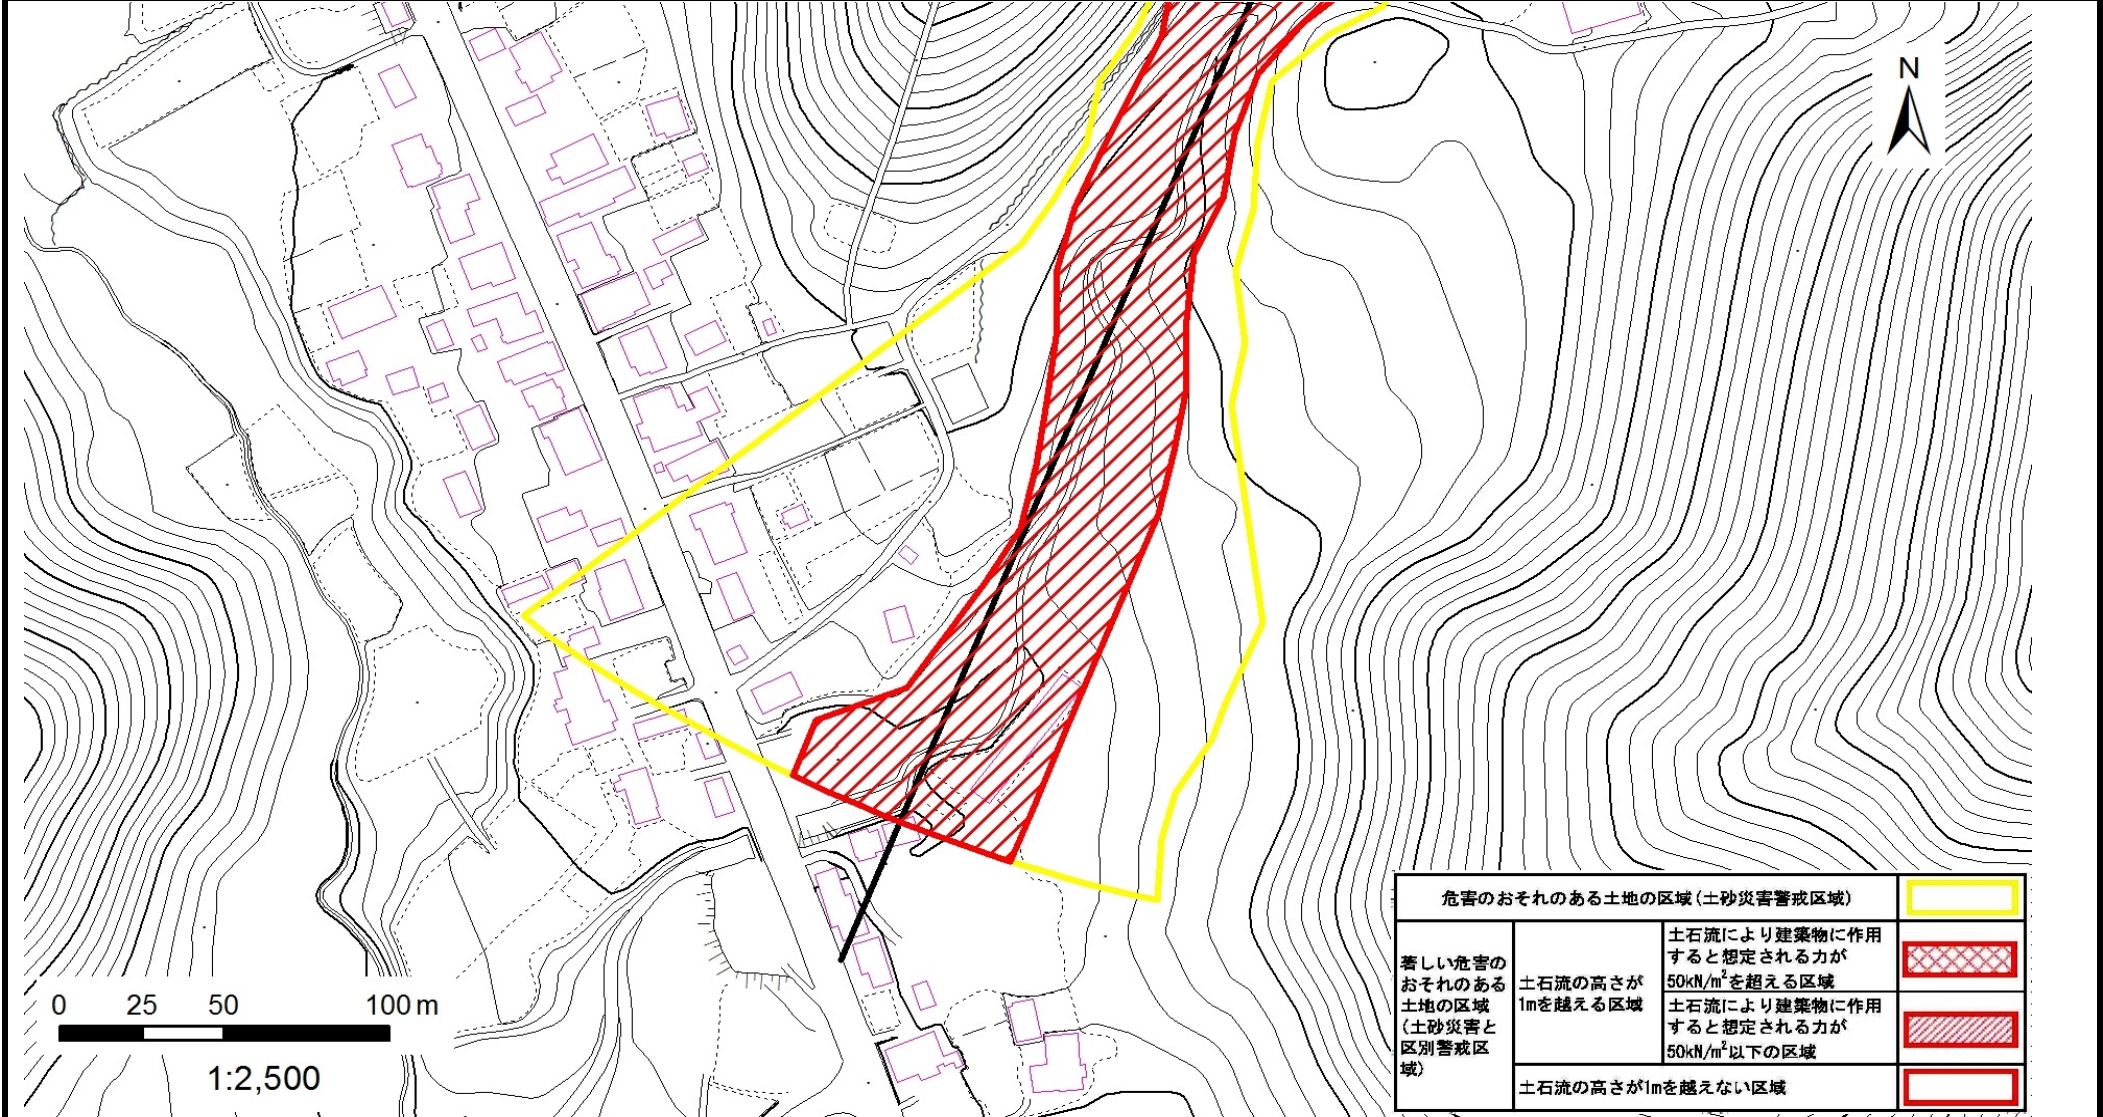 N
0 25 50 100 m
1:2,500
危害のおそれのある土地の区域(土砂災害警戒区域)
著しい危害の
おそれのある
土地の区域
(土砂災害と
区別警戒区
域)
土石流の高さが
1mを越える区域
土石流により建築物に作用
すると想定される力が
50kN/m²を超える区域
土石流により建築物に作用
すると想定される力が
50kN/m²以下の区域
土石流の高さが1mを越えない区域